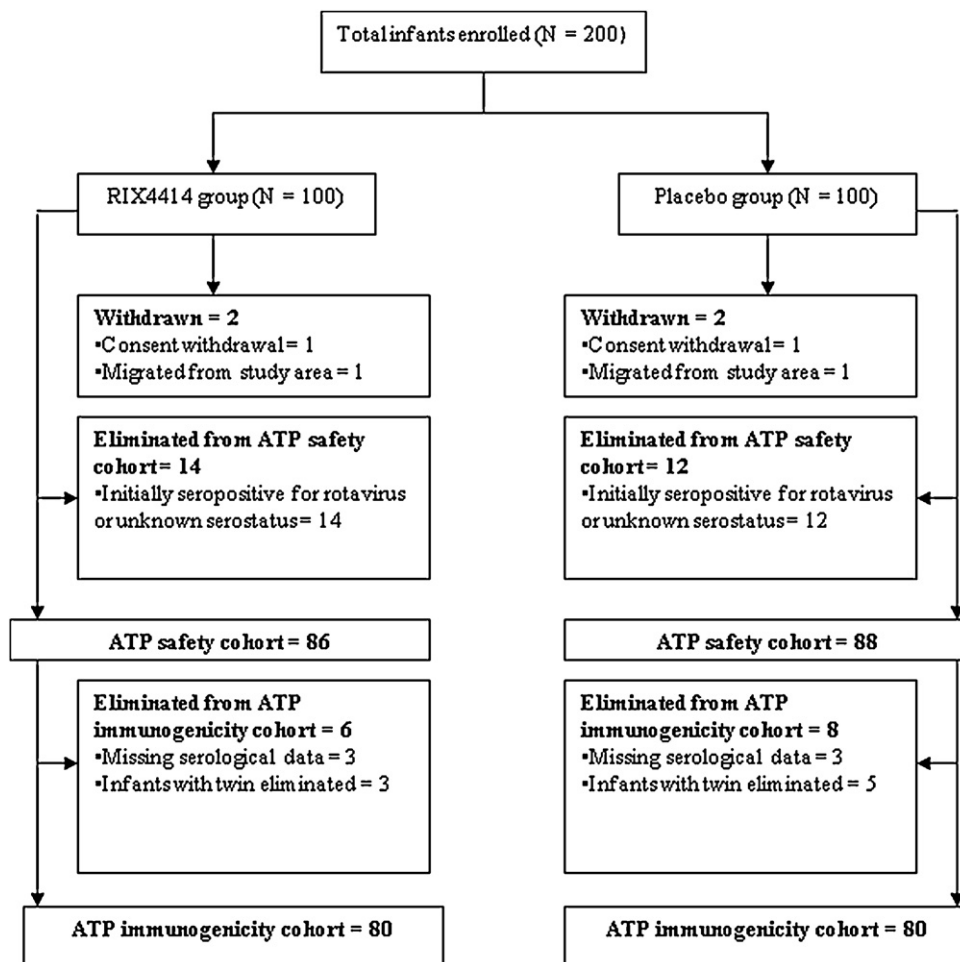 Total infants enrolled (N = 200)
RIX4414 group (N = 100)
Placebo group (N = 100)
Withdrawn = 2
▪Consent withdrawal = 1
▪Migrated from study area = 1
Withdrawn = 2
▪Consent withdrawal = 1
▪Migrated from study area = 1
Eliminated from ATP safety
cohort= 14
▪Initially seropositive for rotavirus
or unknown serostatus= 14
Eliminated from ATP safety
cohort= 12
▪Initially seropositive for rotavirus
or unknown serostatus= 12
ATP safety cohort = 86
ATP safety cohort = 88
Eliminated from ATP
immunogenicity cohort = 6
▪Missing serological data = 3
▪Infants with twin eliminated = 3
Eliminated from ATP
immunogenicity cohort = 8
▪Missing serological data = 3
▪Infants with twin eliminated = 5
ATP immunogenicity cohort = 80
ATP immunogenicity cohort = 80